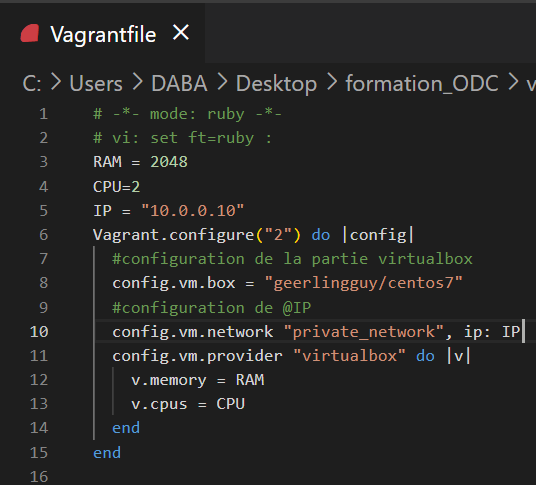 Vagrantfile ×
C: > Users > DABA > Desktop > formation_ODC > v
1 # -*- mode: ruby -*-
2 # vi: set ft=ruby :
3 RAM = 2048
4 CPU=2
5 IP = "10.0.0.10"
6 Vagrant.configure("2") do |config|
7 #configuration de la partie virtualbox
8 config.vm.box = "geerlingguy/centos7"
9 #configuration de @IP
10 config.vm.network "private_network", ip: IP
11 config.vm.provider "virtualbox" do |v|
12 v.memory = RAM
13 v.cpus = CPU
14 end
15 end
16